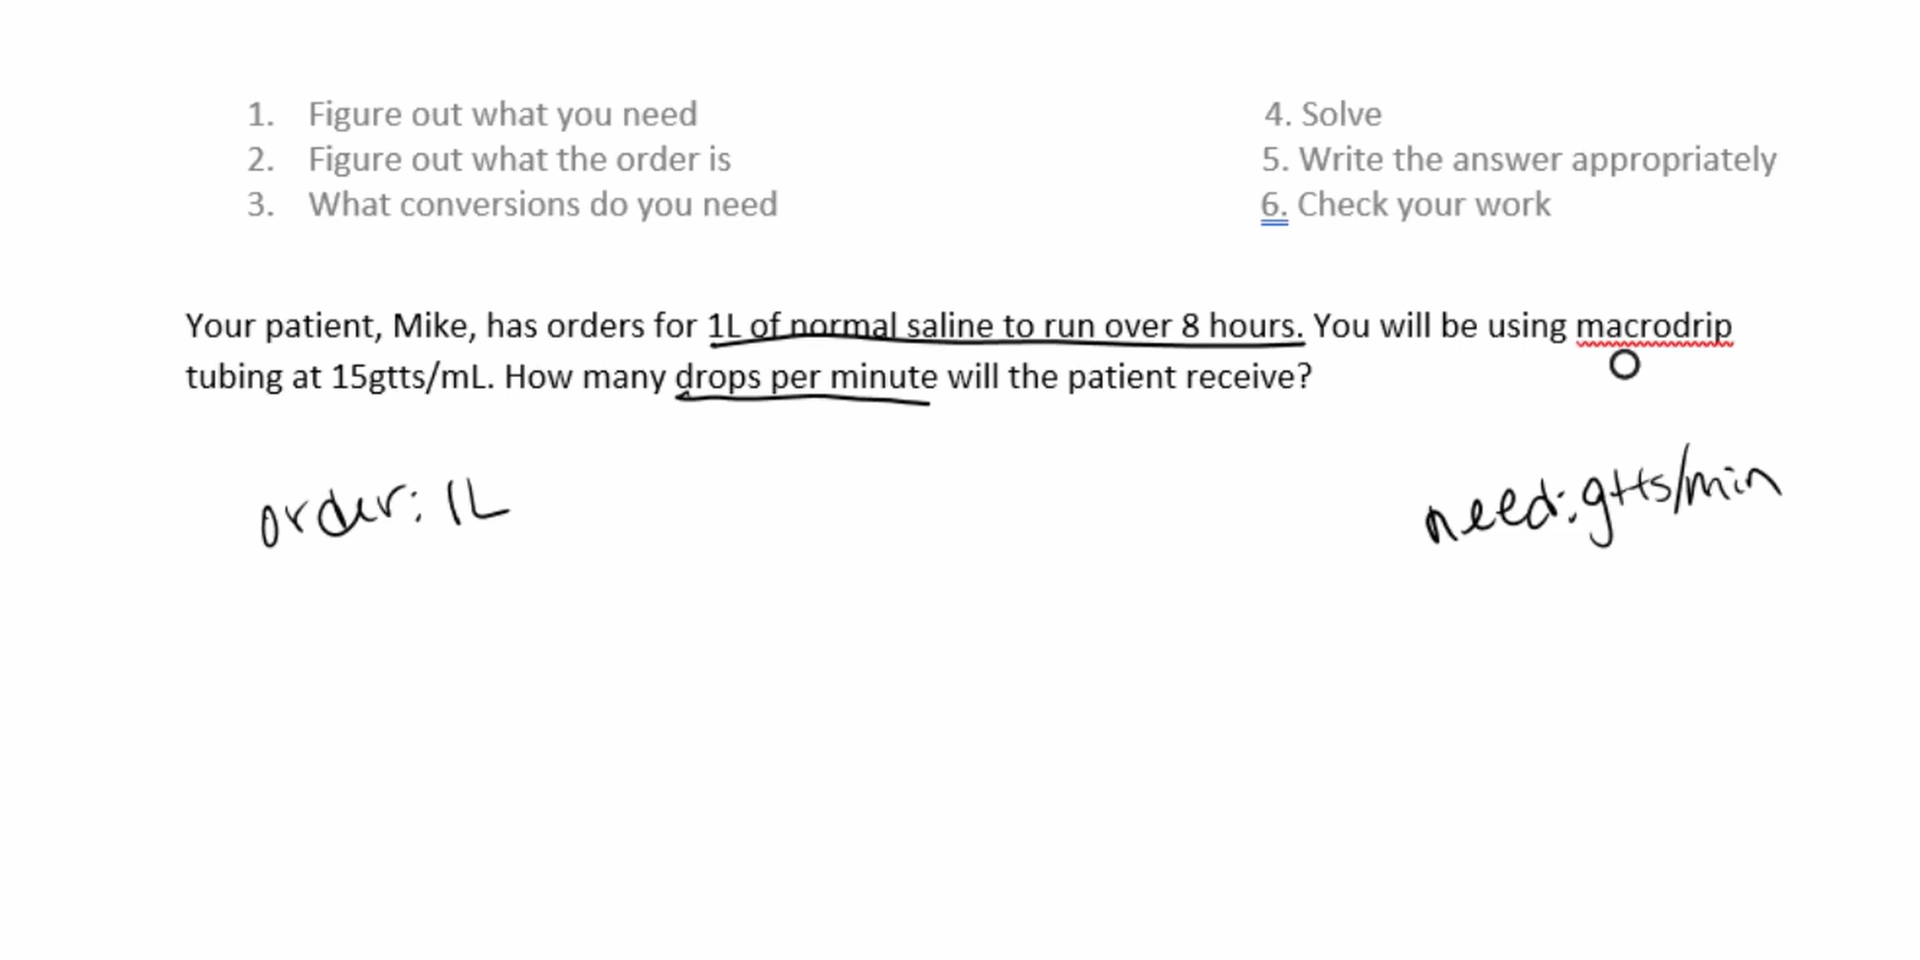 1. Figure out what you need
2. Figure out what the order is
3. What conversions do you need
4. Solve
5. Write the answer appropriately
6. Check your work
Your patient, Mike, has orders for 1L of normal saline to run over 8 hours. You will be using macrodrip
tubing at 15gtts/mL. How many drops per minute will the patient receive?
order: 1L
need: gtts/min